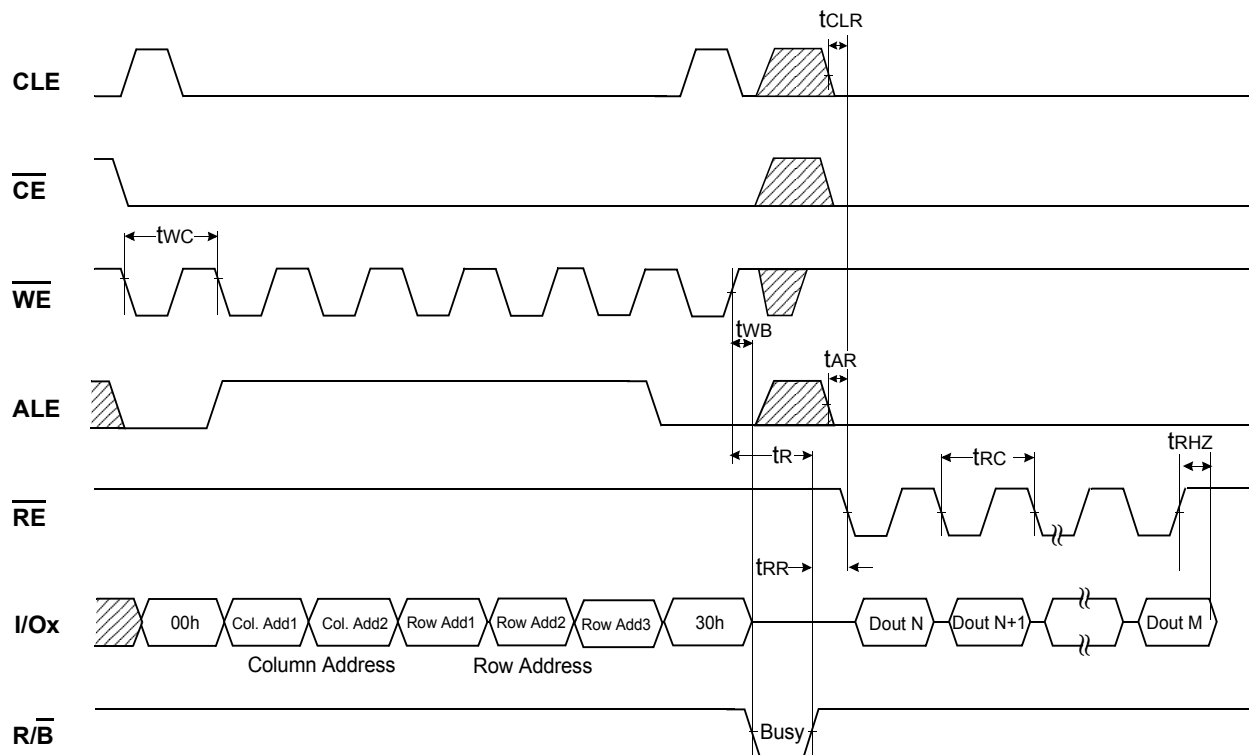 tCLR
CLE
CE
tWC
WE
tWB
tAR
ALE
tR
tRC
tRHZ
RE
tRR
I/Ox
00h
Col. Add1
Col. Add2
Row Add1
Row Add2
Row Add3
30h
Dout N
Dout N+1
Dout M
Column Address
Row Address
R/B
Busy